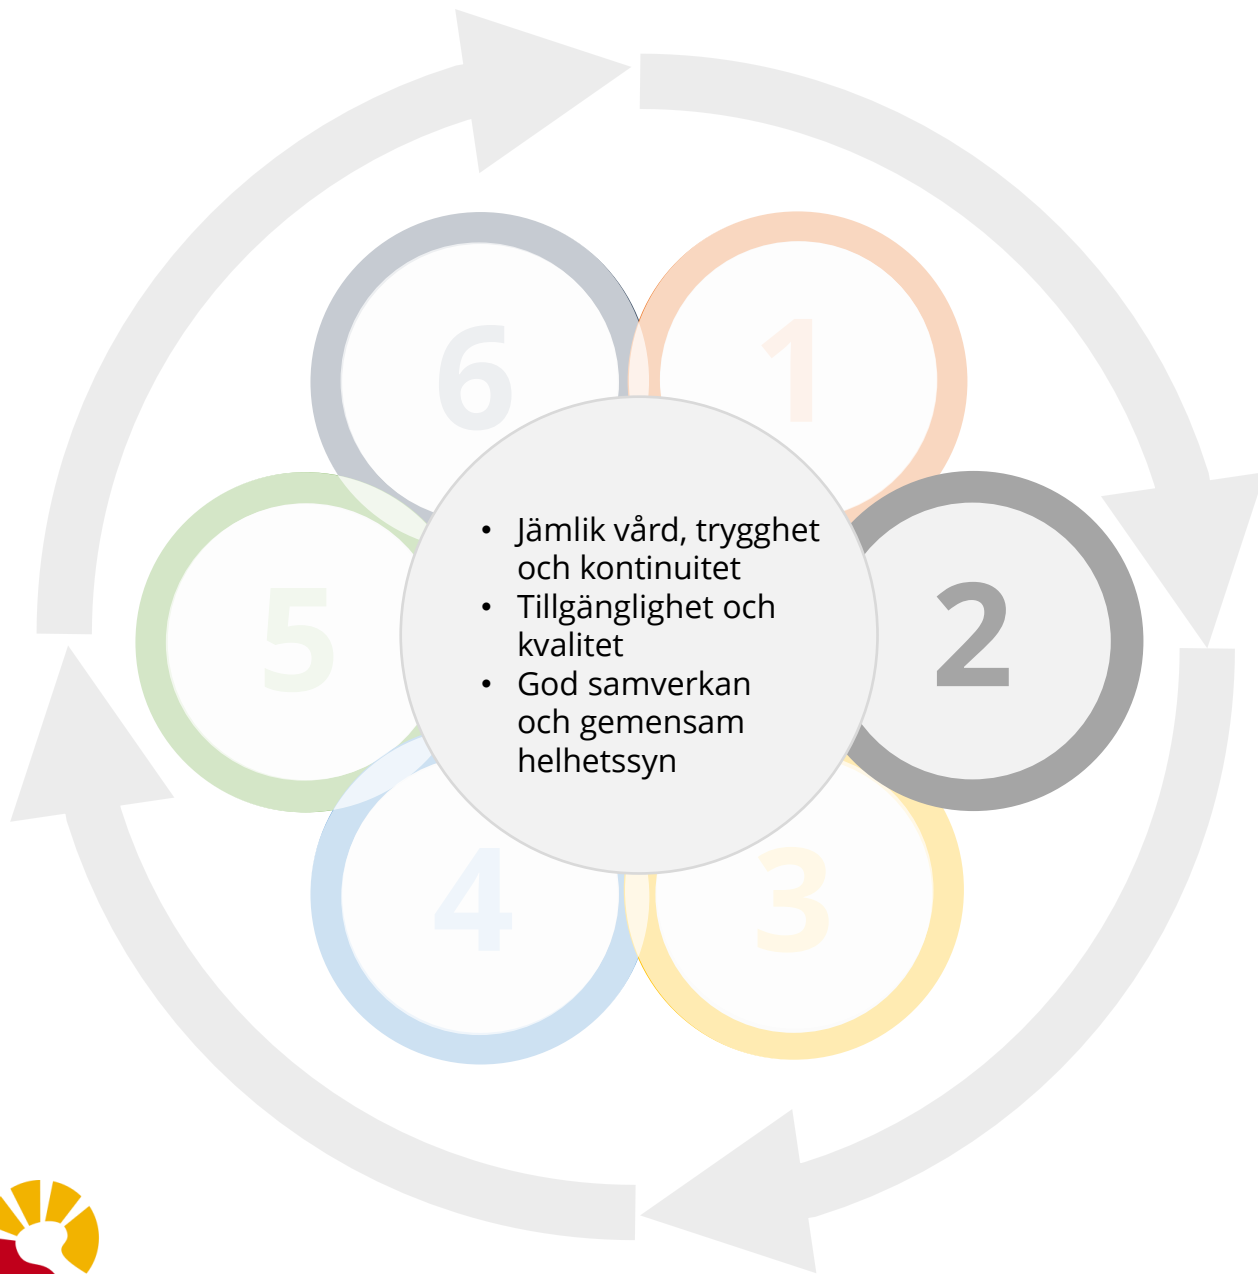 6
1
• Jämlik vård, trygghet
och kontinuitet
• Tillgänglighet och
kvalitet
• God samverkan
och gemensam
helhetssyn
5
2
4
3